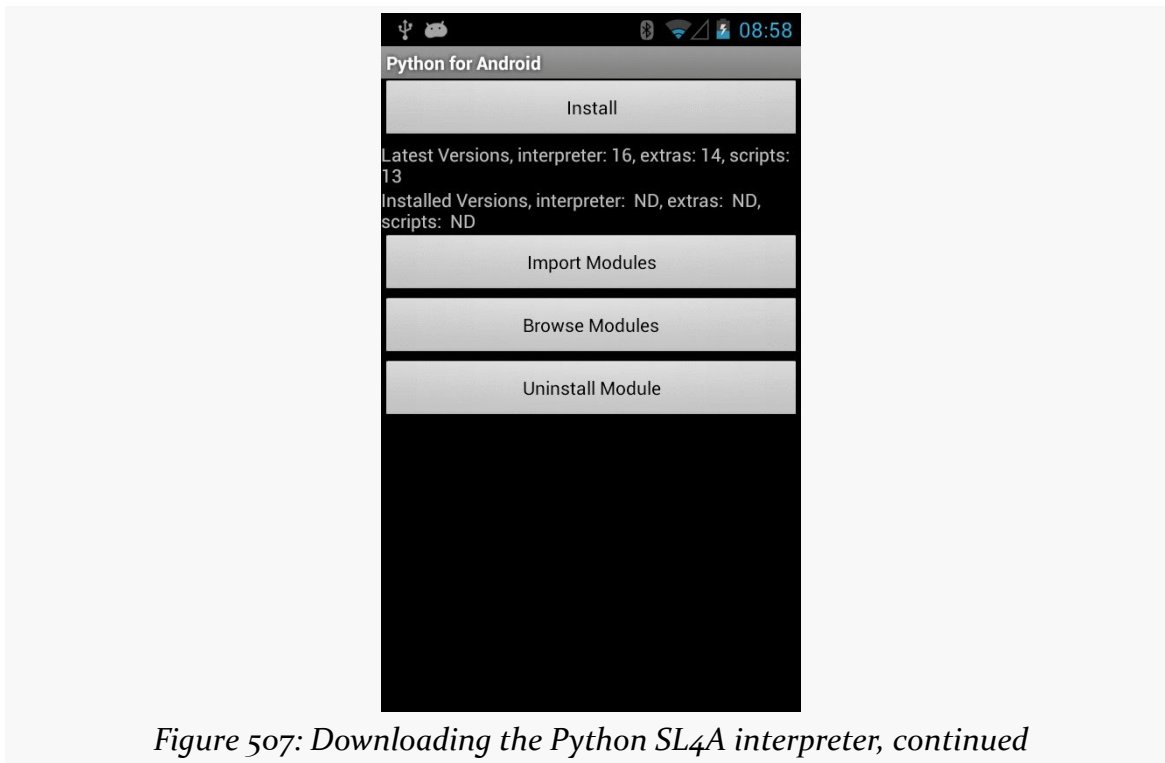 08:58
Python for Android
Install
Latest Versions, interpreter: 16, extras: 14, scripts:
13
Installed Versions, interpreter:  ND, extras:  ND,
scripts:  ND
Import Modules
Browse Modules
Uninstall Module
Figure 507: Downloading the Python SL4A interpreter, continued